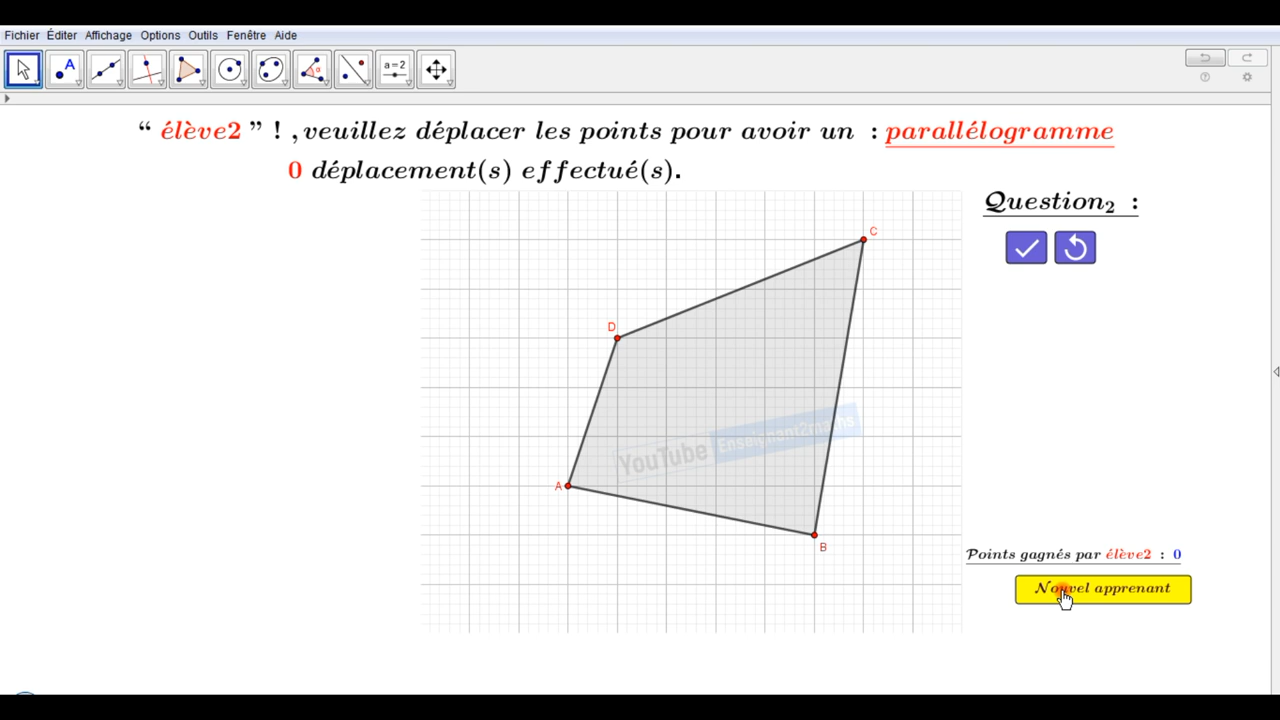 Fichier Éditer Affichage Options Outils Fenêtre Aide
A α a=2
“ élève2 ” ! , veuillez déplacer les points pour avoir un : parallélogramme
0 déplacement(s) effectué(s).
Question2 :
C
D
YouTube Enseignant2maths
A
B
Points gagnés par élève2 : 0
Nouvel apprenant